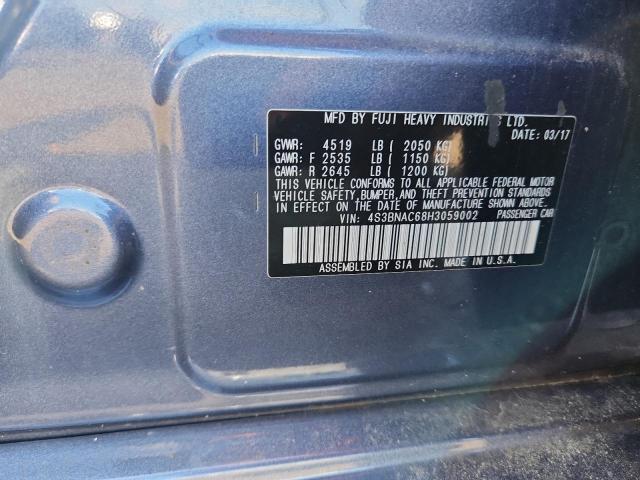 MFD BY FUJI HEAVY INDUSTRIES LTD.
DATE: 03/17
GVWR: 4519 LB ( 2050 KG)
GAWR: F 2535 LB ( 1150 KG)
GAWR: R 2645 LB ( 1200 KG)
THIS VEHICLE CONFORMS TO ALL APPLICABLE FEDERAL MOTOR
VEHICLE SAFETY, BUMPER, AND THEFT PREVENTION STANDARDS
IN EFFECT ON THE DATE OF MANUFACTURE SHOWN ABOVE.
VIN: 4S3BNAC68H3059002 PASSENGER CAR
ASSEMBLED BY SIA INC. MADE IN U.S.A.